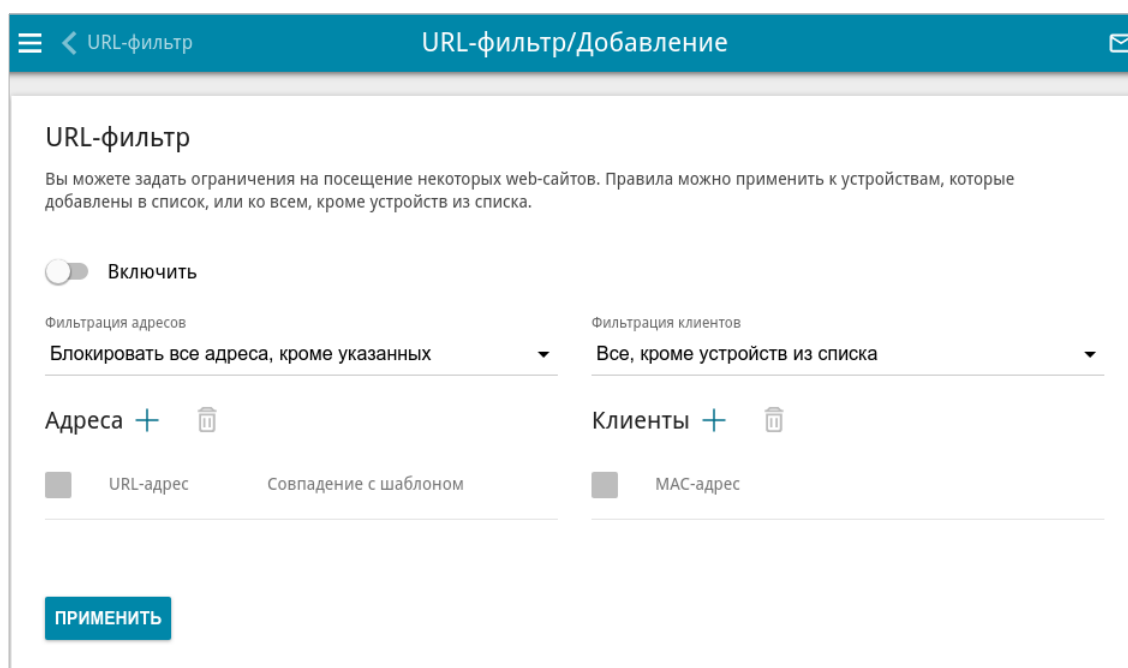 URL-фильтр
URL-фильтр/Добавление
URL-фильтр
Вы можете задать ограничения на посещение некоторых web-сайтов. Правила можно применить к устройствам, которые
добавлены в список, или ко всем, кроме устройств из списка.
Включить
Фильтрация адресов
Блокировать все адреса, кроме указанных
Фильтрация клиентов
Все, кроме устройств из списка
Адреса
Клиенты
URL-адрес Совпадение с шаблоном
MAC-адрес
ПРИМЕНИТЬ